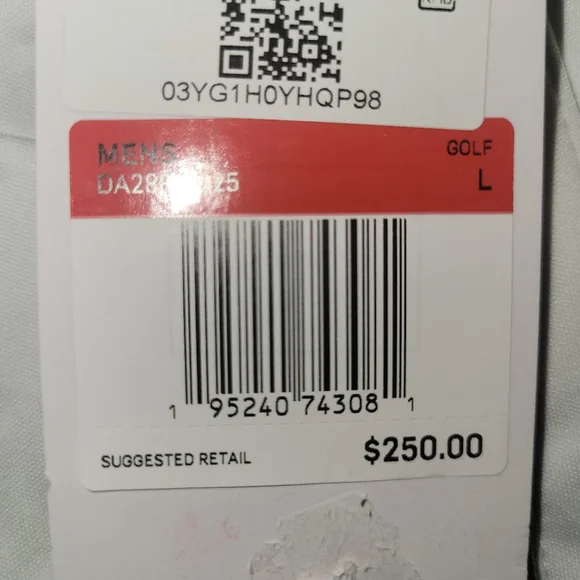 03YG1H0YHQP98
MENS GOLF
L
1 95240 74308 1
SUGGESTED RETAIL $250.00